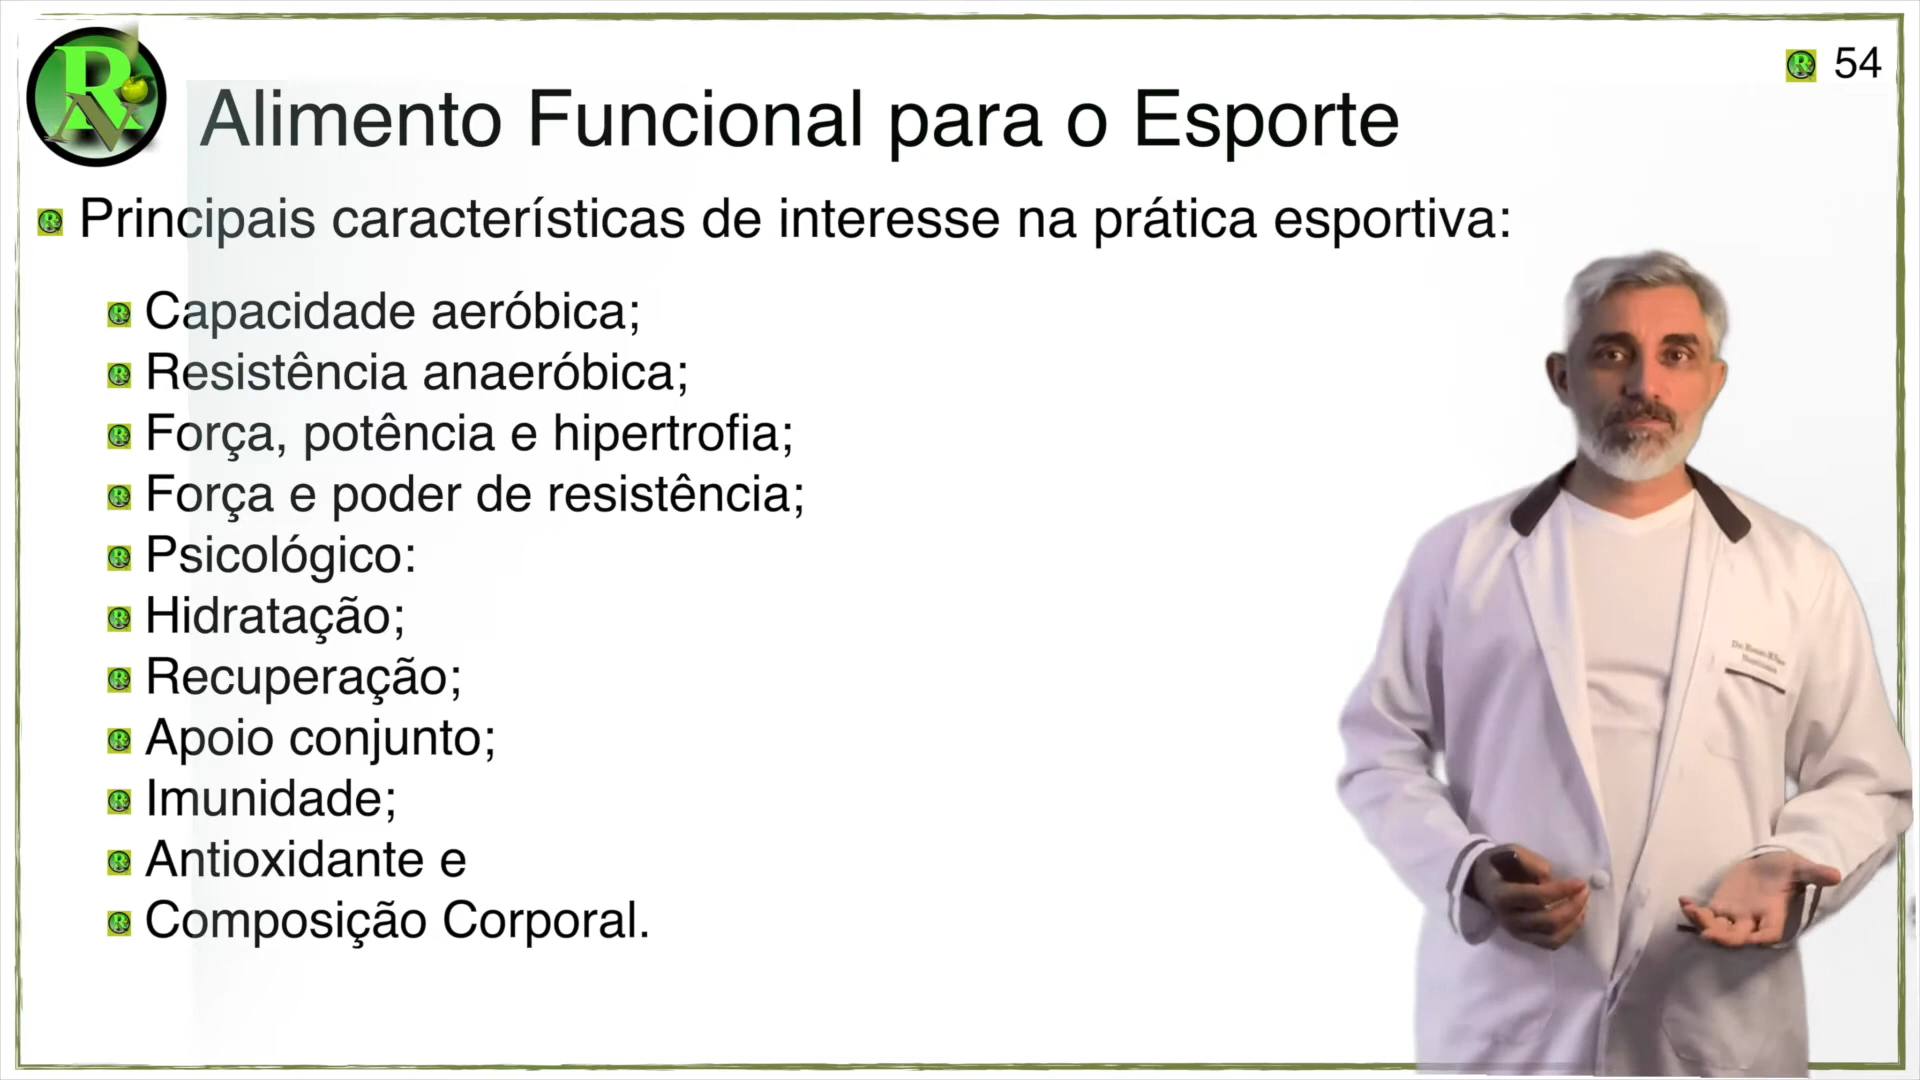 54
Alimento Funcional para o Esporte
Principais características de interesse na prática esportiva:
Capacidade aeróbica;
Resistência anaeróbica;
Força, potência e hipertrofia;
Força e poder de resistência;
Psicológico:
Hidratação;
Recuperação;
Apoio conjunto;
Imunidade;
Antioxidante e
Composição Corporal.